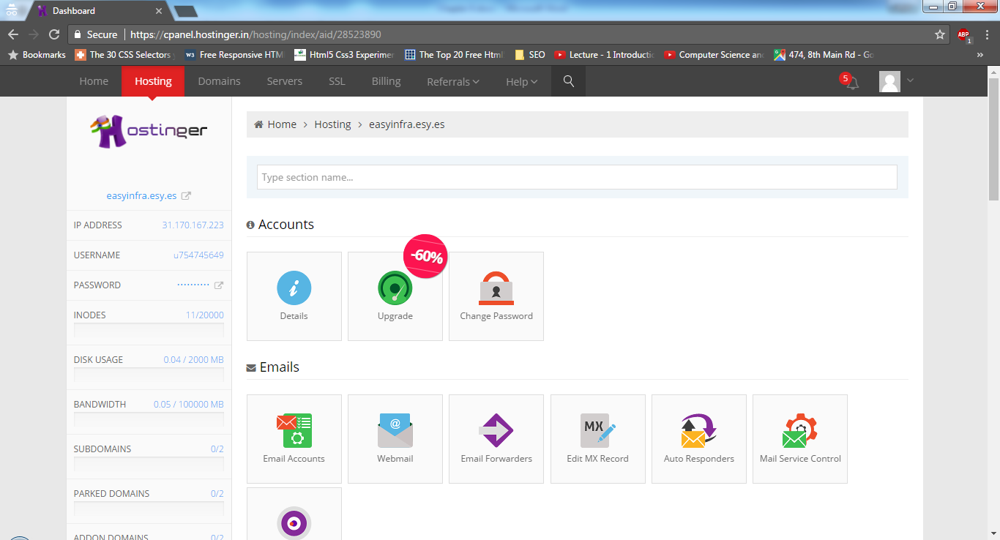 Dashboard
Secure https://cpanel.hostinger.in/hosting/index/aid/28523890
ABP
1
Bookmarks The 30 CSS Selectors w3 Free Responsive HTM Html5 Css3 Experimer The Top 20 Free Html SEO Lecture - 1 Introductic Computer Science and 474, 8th Main Rd - Go »
Home Hosting Domains Servers SSL Billing Referrals Help 5
Hostinger
Home > Hosting > easyinfra.esy.es
Type section name...
easyinfra.esy.es
IP ADDRESS 31.170.167.223
USERNAME u754745649
PASSWORD ··········
INODES 11/20000
DISK USAGE 0.04 / 2000 MB
BANDWIDTH 0.05 / 100000 MB
SUBDOMAINS 0/2
PARKED DOMAINS 0/2
ADDON DOMAINS 0/2
Accounts
-60%
i
Details Upgrade Change Password
Emails
@ MX
Email Accounts Webmail Email Forwarders Edit MX Record Auto Responders Mail Service Control